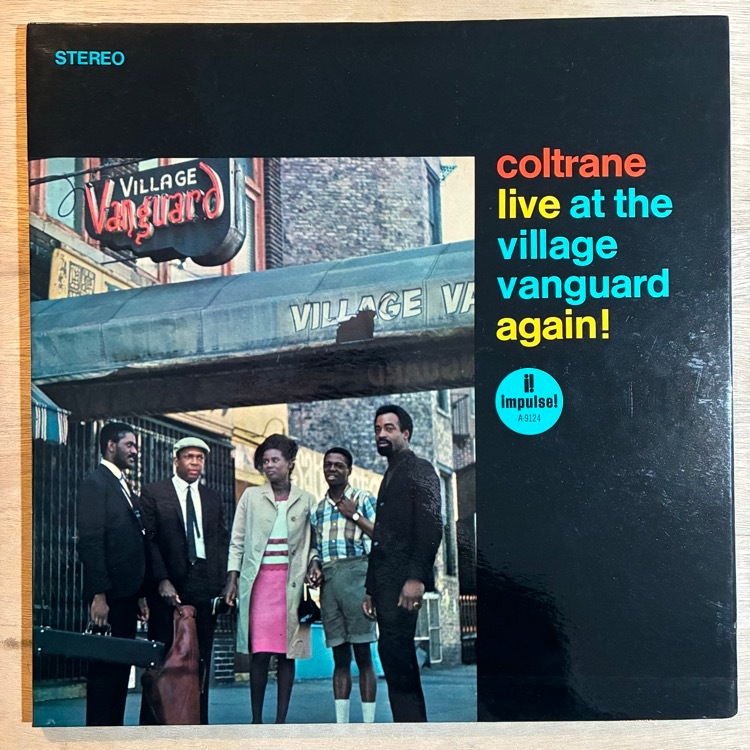 STEREO
VILLAGE
Vanguard
VILLAGE VA
coltrane
live at the
village
vanguard
again!
i!
impulse!
A-9124